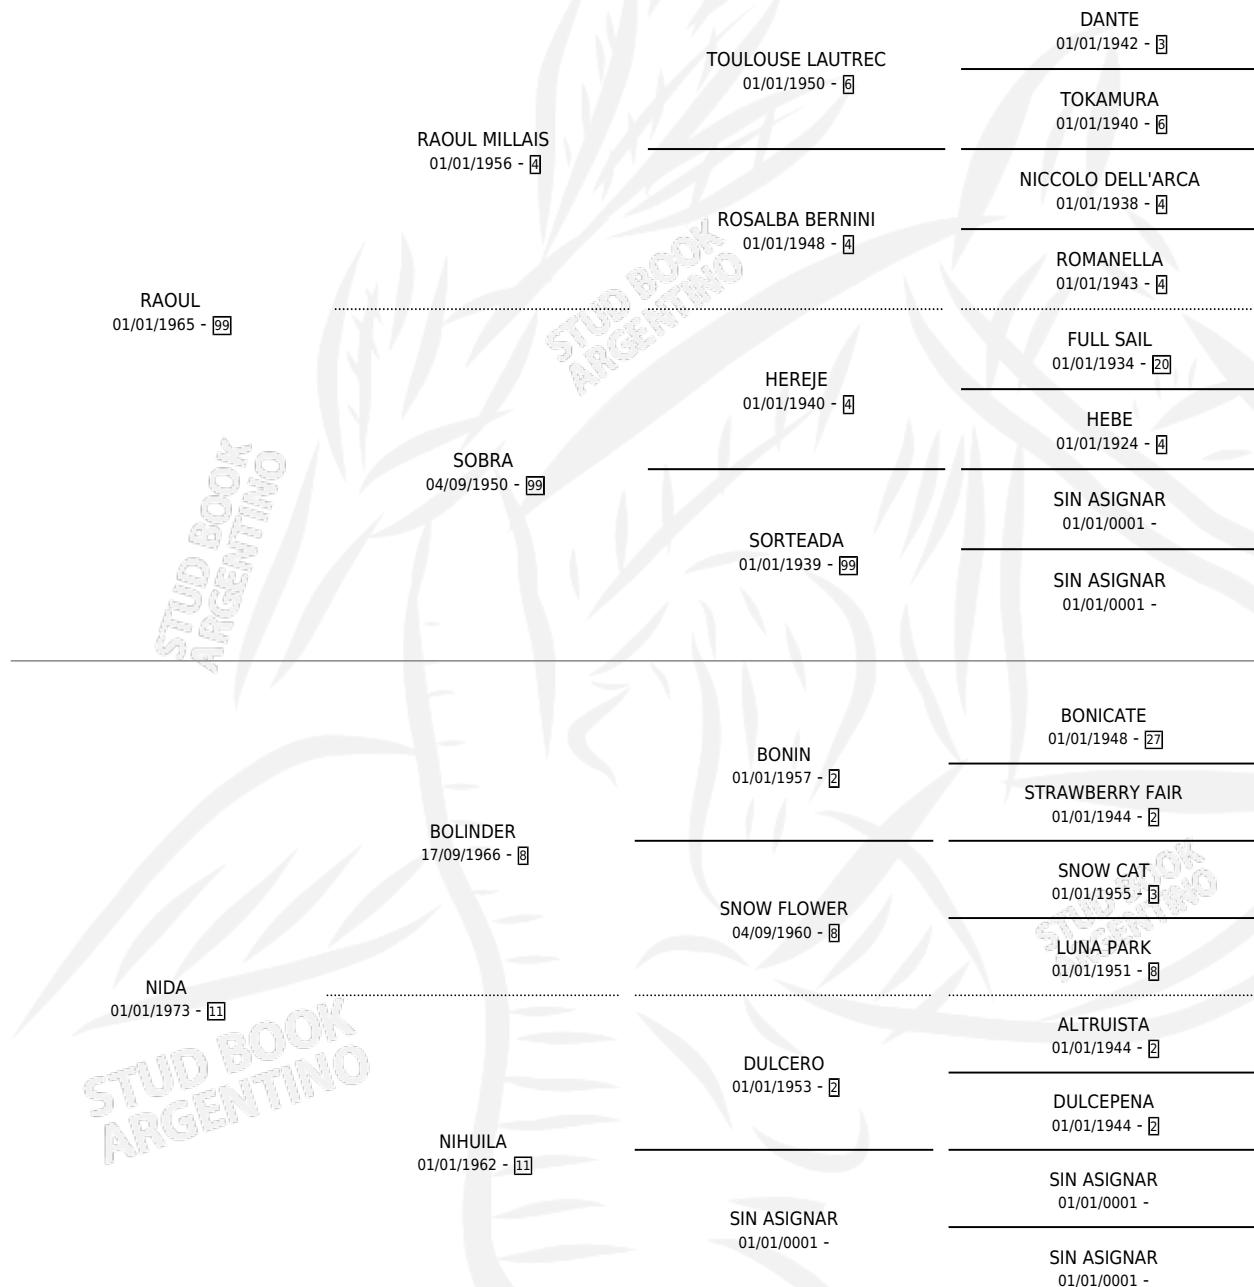 DANTE
01/01/1942 - 3
TOULOUSE LAUTREC
01/01/1950 - 6
TOKAMURA
01/01/1940 - 6
RAOUL MILLAIS
01/01/1956 - 4
NICCOLO DELL'ARCA
01/01/1938 - 4
ROSALBA BERNINI
01/01/1948 - 4
ROMANELLA
01/01/1943 - 4
RAOUL
01/01/1965 - 99
FULL SAIL
01/01/1934 - 20
HEREJE
01/01/1940 - 4
HEBE
01/01/1924 - 4
SOBRA
04/09/1950 - 99
SIN ASIGNAR
01/01/0001 -
SORTEADA
01/01/1939 - 99
SIN ASIGNAR
01/01/0001 -
BONICATE
01/01/1948 - 27
BONIN
01/01/1957 - 2
STRAWBERRY FAIR
01/01/1944 - 2
BOLINDER
17/09/1966 - 8
SNOW CAT
01/01/1955 - 3
SNOW FLOWER
04/09/1960 - 8
LUNA PARK
01/01/1951 - 8
NIDA
01/01/1973 - 11
ALTRUISTA
01/01/1944 - 2
DULCERO
01/01/1953 - 2
DULCEPENA
01/01/1944 - 2
NIHUILA
01/01/1962 - 11
SIN ASIGNAR
01/01/0001 -
SIN ASIGNAR
01/01/0001 -
SIN ASIGNAR
01/01/0001 -
STUD BOOK
ARGENTINO
STUD BOOK
ARGENTINO
STUD BOOK
ARGENTINO
STUD BOOK
ARGENTINO